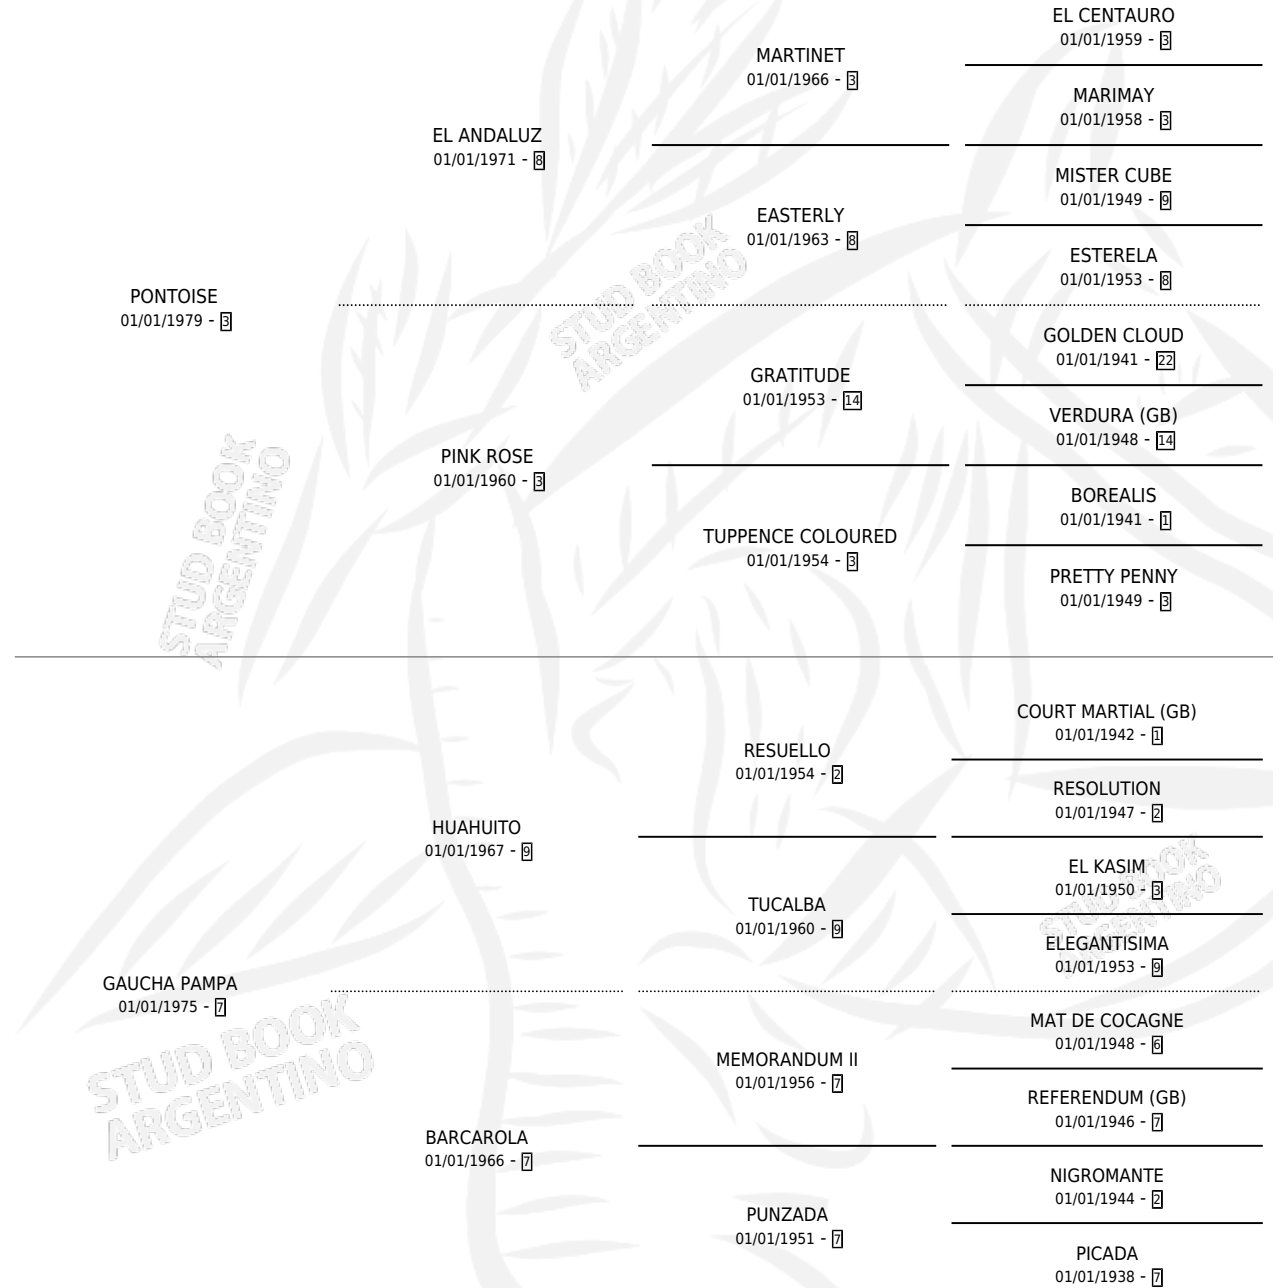 EL CENTAURO
01/01/1959 - 3
MARTINET
01/01/1966 - 3
MARIMAY
01/01/1958 - 3
EL ANDALUZ
01/01/1971 - 8
MISTER CUBE
01/01/1949 - 9
EASTERLY
01/01/1963 - 8
ESTERELA
01/01/1953 - 8
PONTOISE
01/01/1979 - 3
GOLDEN CLOUD
01/01/1941 - 22
GRATITUDE
01/01/1953 - 14
VERDURA (GB)
01/01/1948 - 14
PINK ROSE
01/01/1960 - 3
BOREALIS
01/01/1941 - 1
TUPPENCE COLOURED
01/01/1954 - 3
PRETTY PENNY
01/01/1949 - 3
COURT MARTIAL (GB)
01/01/1942 - 1
RESUELLO
01/01/1954 - 2
RESOLUTION
01/01/1947 - 2
HUAHUITO
01/01/1967 - 9
EL KASIM
01/01/1950 - 3
TUCALBA
01/01/1960 - 9
ELEGANTISIMA
01/01/1953 - 9
GAUCHA PAMPA
01/01/1975 - 7
MAT DE COCAGNE
01/01/1948 - 6
MEMORANDUM II
01/01/1956 - 7
REFERENDUM (GB)
01/01/1946 - 7
BARCAROLA
01/01/1966 - 7
NIGROMANTE
01/01/1944 - 2
PUNZADA
01/01/1951 - 7
PICADA
01/01/1938 - 7
STUD BOOK
ARGENTINO
STUD BOOK
ARGENTINO
STUD BOOK
ARGENTINO
STUD BOOK
ARGENTINO